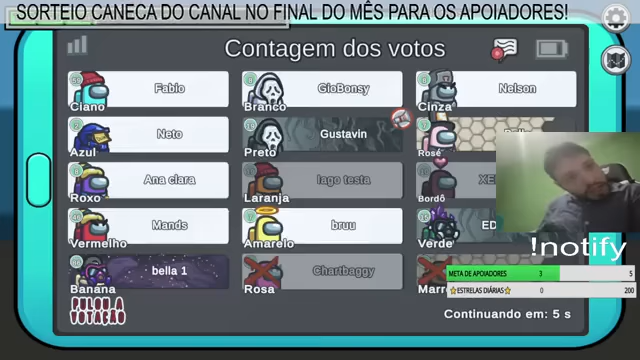 SORTEIO CANECA DO CANAL NO FINAL DO MÊS PARA OS APOIADORES!
Contagem dos votos
Fabio
Ciano
GioBonsy
Branco
Nelson
Cinza
Neto
Azul
Gustavin
Preto
Rosé
Ana clara
Roxo
Iago testa
Laranja
XE
Bordô
Mands
Vermelho
bruu
Amarelo
ED
Verde
!notify
bella 1
Banana
Chartbaggy
Rosa
Marr
META DE APOIADORES 3 5
ESTRELAS DIÁRIAS 0 200
PULOU A
VOTAÇÃO
Continuando em: 5 s